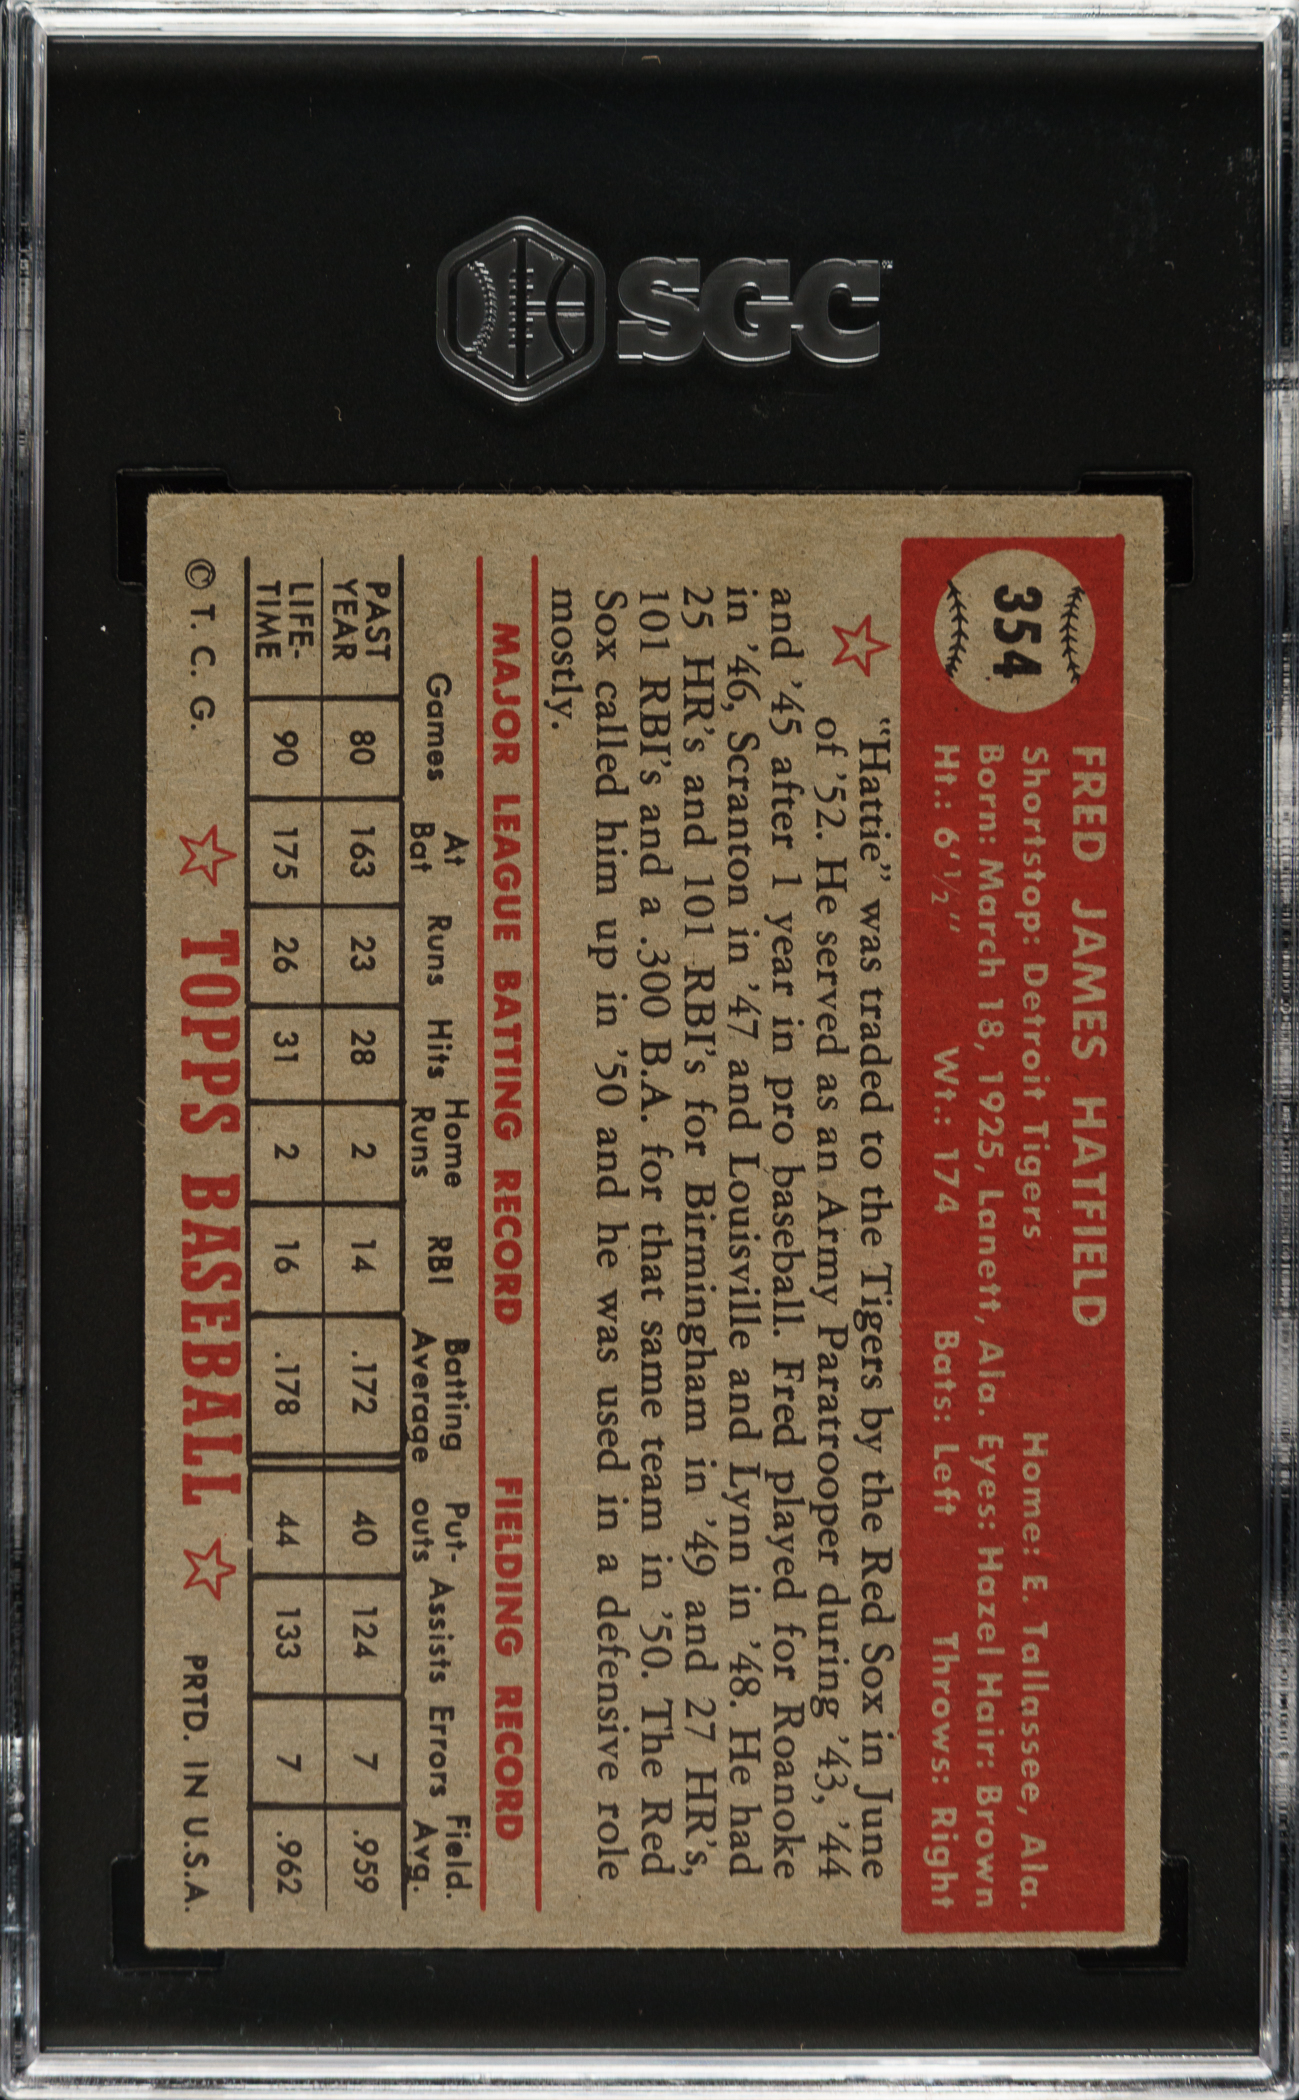 SGC
354
FRED JAMES HATFIELD
Shortstop: Detroit Tigers Home: E. Tallassee, Ala.
Born: March 18, 1925, Lanett, Ala. Eyes: Hazel Hair: Brown
Ht.: 6'1½" Wt.: 174 Bats: Left Throws: Right
"Hattie" was traded to the Tigers by the Red Sox in June
of '52. He served as an Army Paratrooper during '43, '44
and '45 after 1 year in pro baseball. Fred played for Roanoke
in '46, Scranton in '47 and Louisville and Lynn in '48. He had
25 HR's and 101 RBI's for Birmingham in '49 and 27 HR's,
101 RBI's and a .300 B.A. for that same team in '50. The Red
Sox called him up in '50 and he was used in a defensive role
mostly.
MAJOR LEAGUE BATTING RECORD FIELDING RECORD
Games At Bat Runs Hits Home Runs RBI Batting Average Put-outs Assists Errors Field. Avg.
PAST YEAR 80 163 23 28 2 14 .172 40 124 7 .959
LIFE-TIME 90 175 26 31 2 16 .178 44 133 7 .962
© T. C. G. TOPPS BASEBALL PRTD. IN U.S.A.